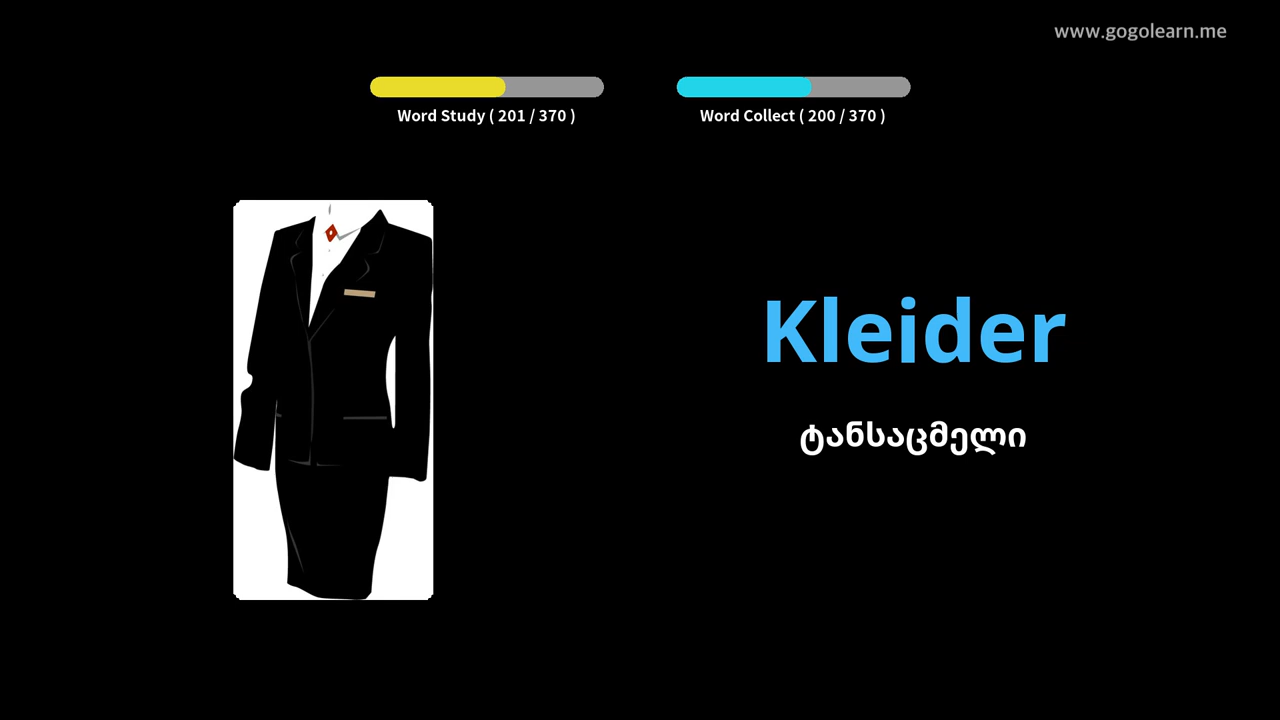 www.gogolearn.me
Word Study ( 201 / 370 )
Word Collect ( 200 / 370 )
Kleider
ტანსაცმელი